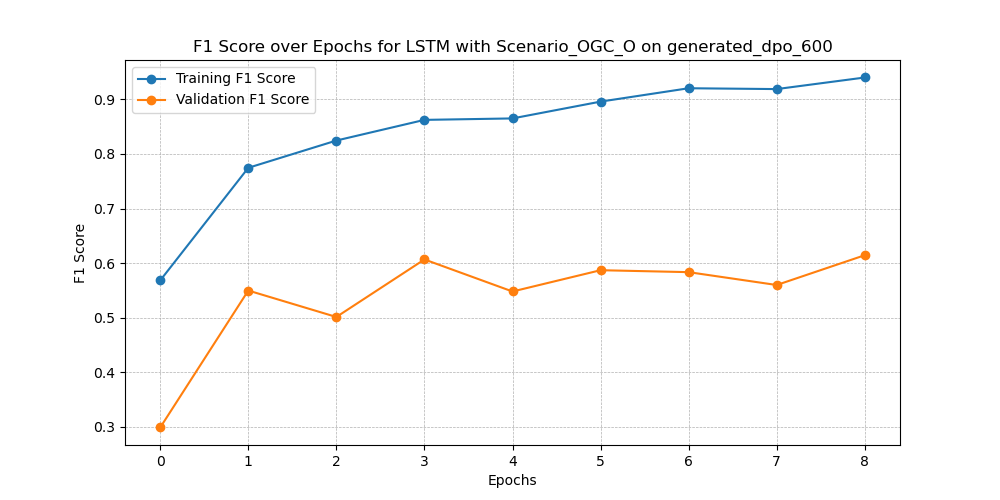 F1 Score over Epochs for LSTM with Scenario_OGC_O on generated_dpo_600
Training F1 Score
Validation F1 Score
F1 Score
0.9
0.8
0.7
0.6
0.5
0.4
0.3
0 1 2 3 4 5 6 7 8
Epochs